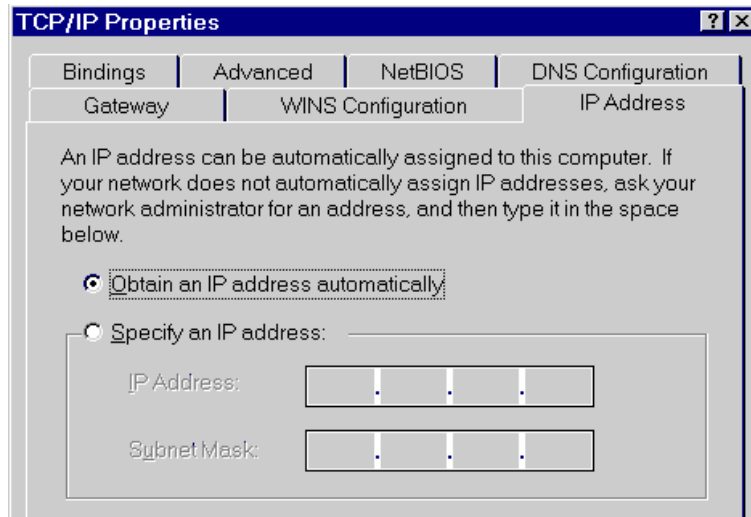 TCP/IP Properties
? X
Bindings Advanced NetBIOS DNS Configuration
Gateway WINS Configuration IP Address
An IP address can be automatically assigned to this computer. If
your network does not automatically assign IP addresses, ask your
network administrator for an address, and then type it in the space
below.
Obtain an IP address automatically
Specify an IP address:
IP Address: . . .
Subnet Mask: . . .